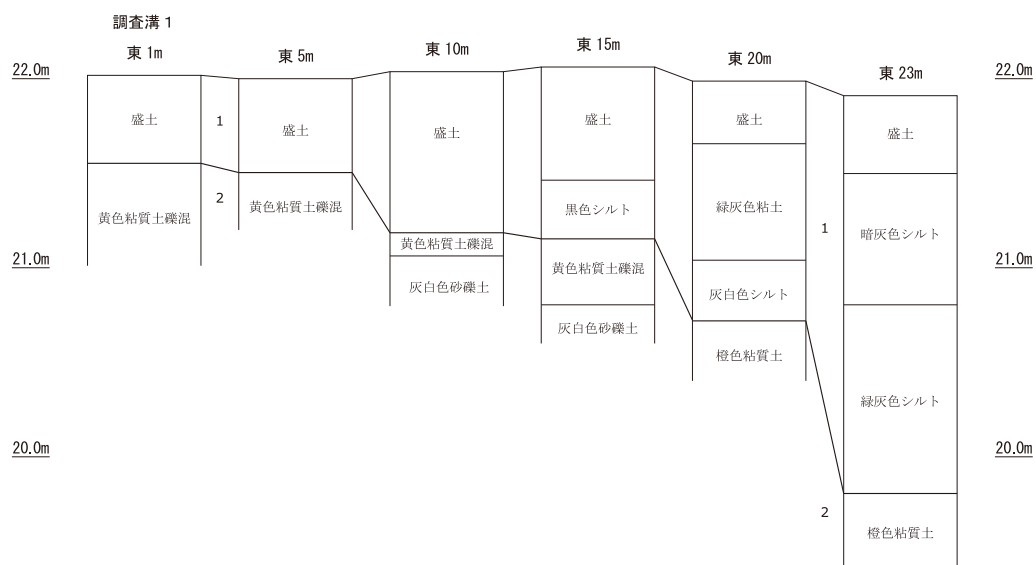 調査溝 1
東 1m
東 5m
東 10m
東 15m
東 20m
東 23m
22.0m
22.0m
盛土
1
盛土
盛土
盛土
盛土
盛土
黄色粘質土礫混
2
黄色粘質土礫混
黒色シルト
緑灰色粘土
1
暗灰色シルト
黄色粘質土礫混
21.0m
黄色粘質土礫混
21.0m
灰白色砂礫土
灰白色シルト
灰白色砂礫土
橙色粘質土
緑灰色シルト
20.0m
20.0m
2
橙色粘質土